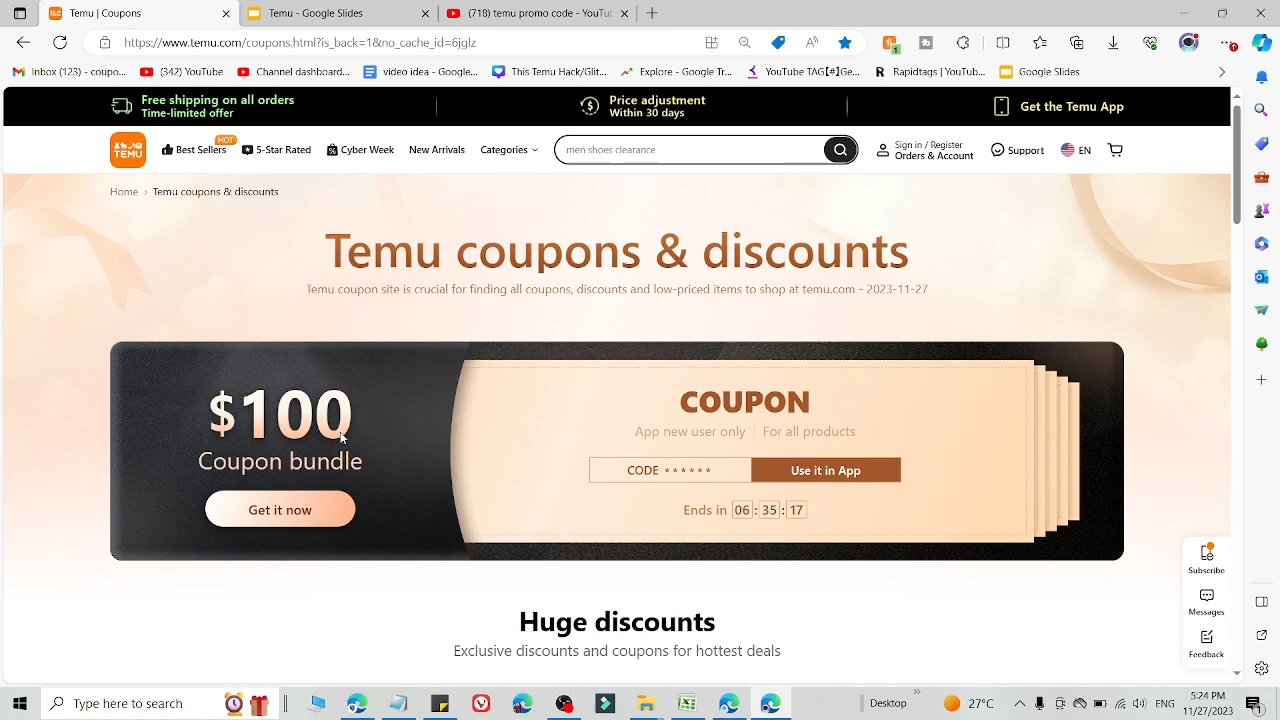 Temu | Coupons
Temu - Google Slides
(718) temu promo code - YouTu
https://www.temu.com/coupons.html?is_back=1&no_cache_id=6jglz
Inbox (123) - cogno...
(342) YouTube
Channel dashboard...
video idea - Google...
This Temu Hack/Glit...
Explore - Google Tr...
YouTube TAG[#1]Ge...
Rapidtags | YouTub...
Google Slides
Free shipping on all orders
Time-limited offer
Price adjustment
Within 30 days
Get the Temu App
TEMU
Best Sellers
HOT
5-Star Rated
Cyber Week
New Arrivals
Categories
men shoes clearance
Sign in / Register
Orders & Account
Support
EN
Home › Temu coupons & discounts
Temu coupons & discounts
Temu coupon site is crucial for finding all coupons, discounts and low-priced items to shop at temu.com - 2023-11-27
$100
Coupon bundle
Get it now
COUPON
App new user only | For all products
CODE ******
Use it in App
Ends in 06:35:17
Subscribe
Messages
Feedback
Huge discounts
Exclusive discounts and coupons for hottest deals
Type here to search
Desktop
27°C
ENG
5:24 PM
11/27/2023